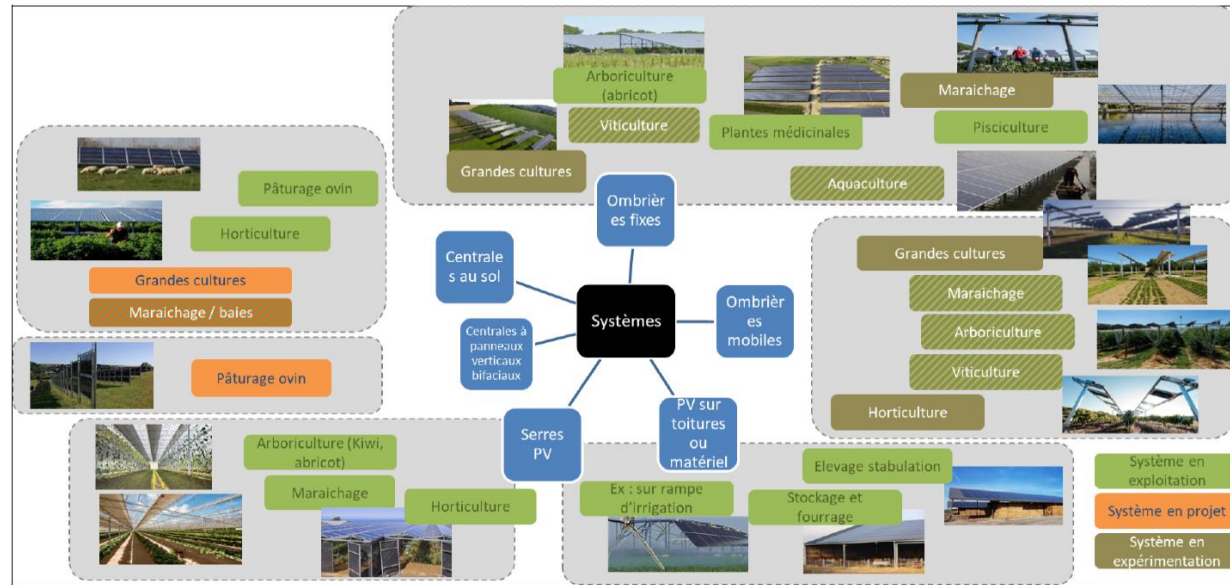 Arboriculture
(abricot)
Viticulture
Plantes médicinales
Maraichage
Pisciculture
Grandes cultures
Aquaculture
Pâturage ovin
Horticulture
Grandes cultures
Maraichage / baies
Pâturage ovin
Ombrièr
es fixes
Centrale
s au sol
Systèmes
Ombrièr
es
mobiles
Centrales à
panneaux
verticaux
bifaciaux
Serres
PV
PV sur
toitures
ou
matériel
Grandes cultures
Maraichage
Arboriculture
Viticulture
Horticulture
Arboriculture (Kiwi,
abricot)
Maraichage
Horticulture
Elevage stabulation
Ex : sur rampe
d'irrigation
Stockage et
fourrage
Système en
exploitation
Système en projet
Système en
expérimentation